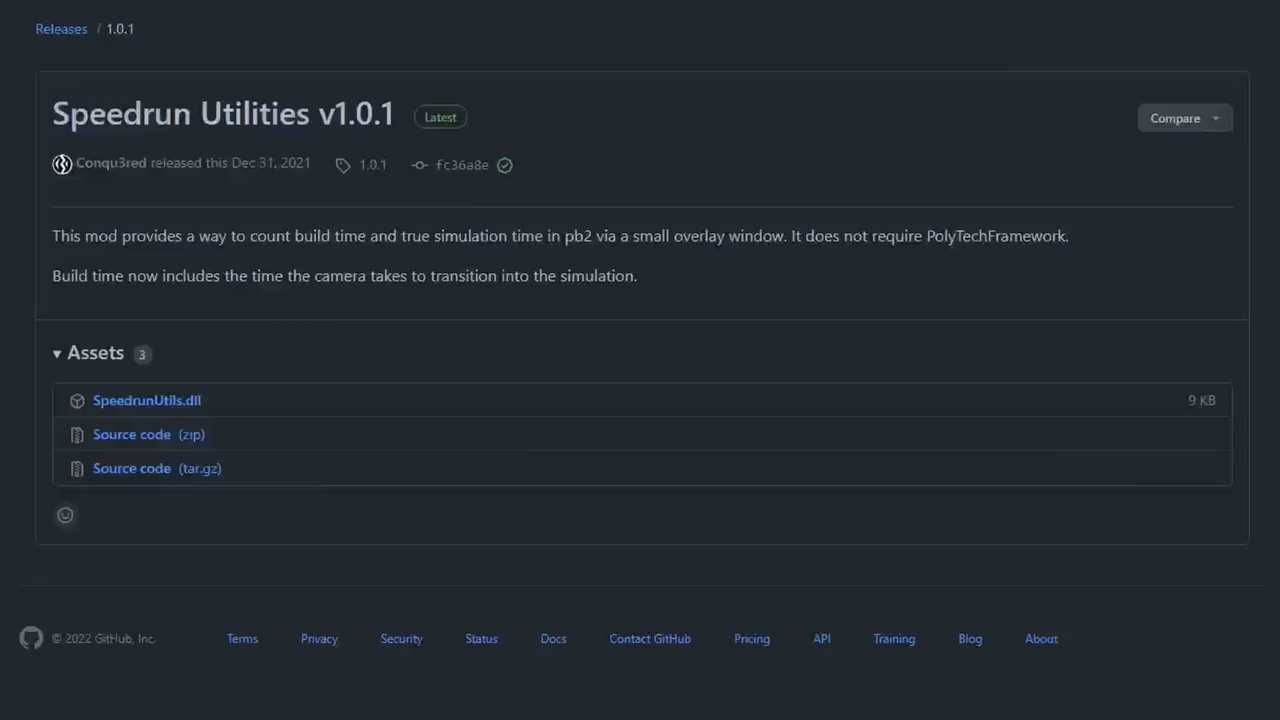 Releases / 1.0.1
Speedrun Utilities v1.0.1 Latest
Compare
Conqu3red released this Dec 31, 2021 1.0.1 fc36a8e
This mod provides a way to count build time and true simulation time in pb2 via a small overlay window. It does not require PolyTechFramework.
Build time now includes the time the camera takes to transition into the simulation.
Assets 3
SpeedrunUtils.dll 9 KB
Source code (zip)
Source code (tar.gz)
© 2022 GitHub, Inc. Terms Privacy Security Status Docs Contact GitHub Pricing API Training Blog About